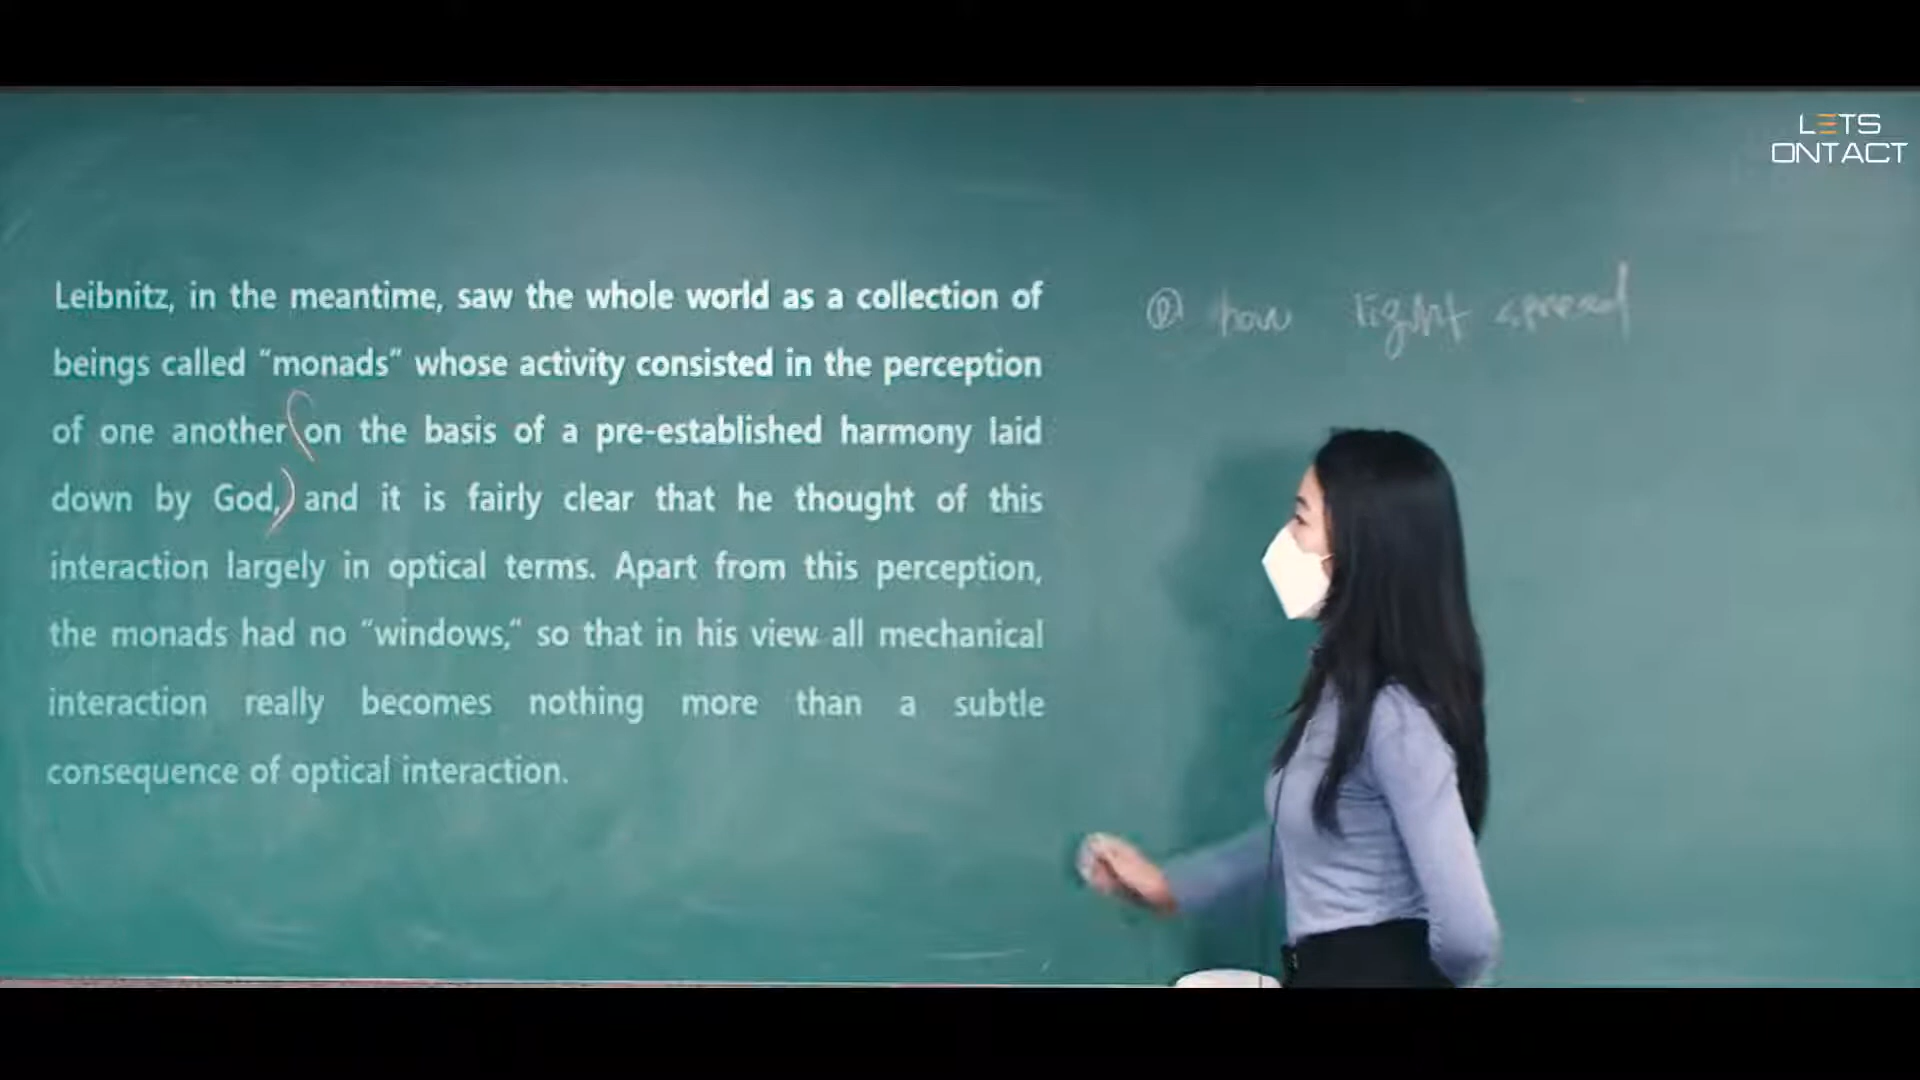 LETS
ONTACT
Leibnitz, in the meantime, saw the whole world as a collection of
beings called “monads” whose activity consisted in the perception
of one another (on the basis of a pre-established harmony laid
down by God,) and it is fairly clear that he thought of this
interaction largely in optical terms. Apart from this perception,
the monads had no “windows,” so that in his view all mechanical
interaction really becomes nothing more than a subtle
consequence of optical interaction.
how light spread